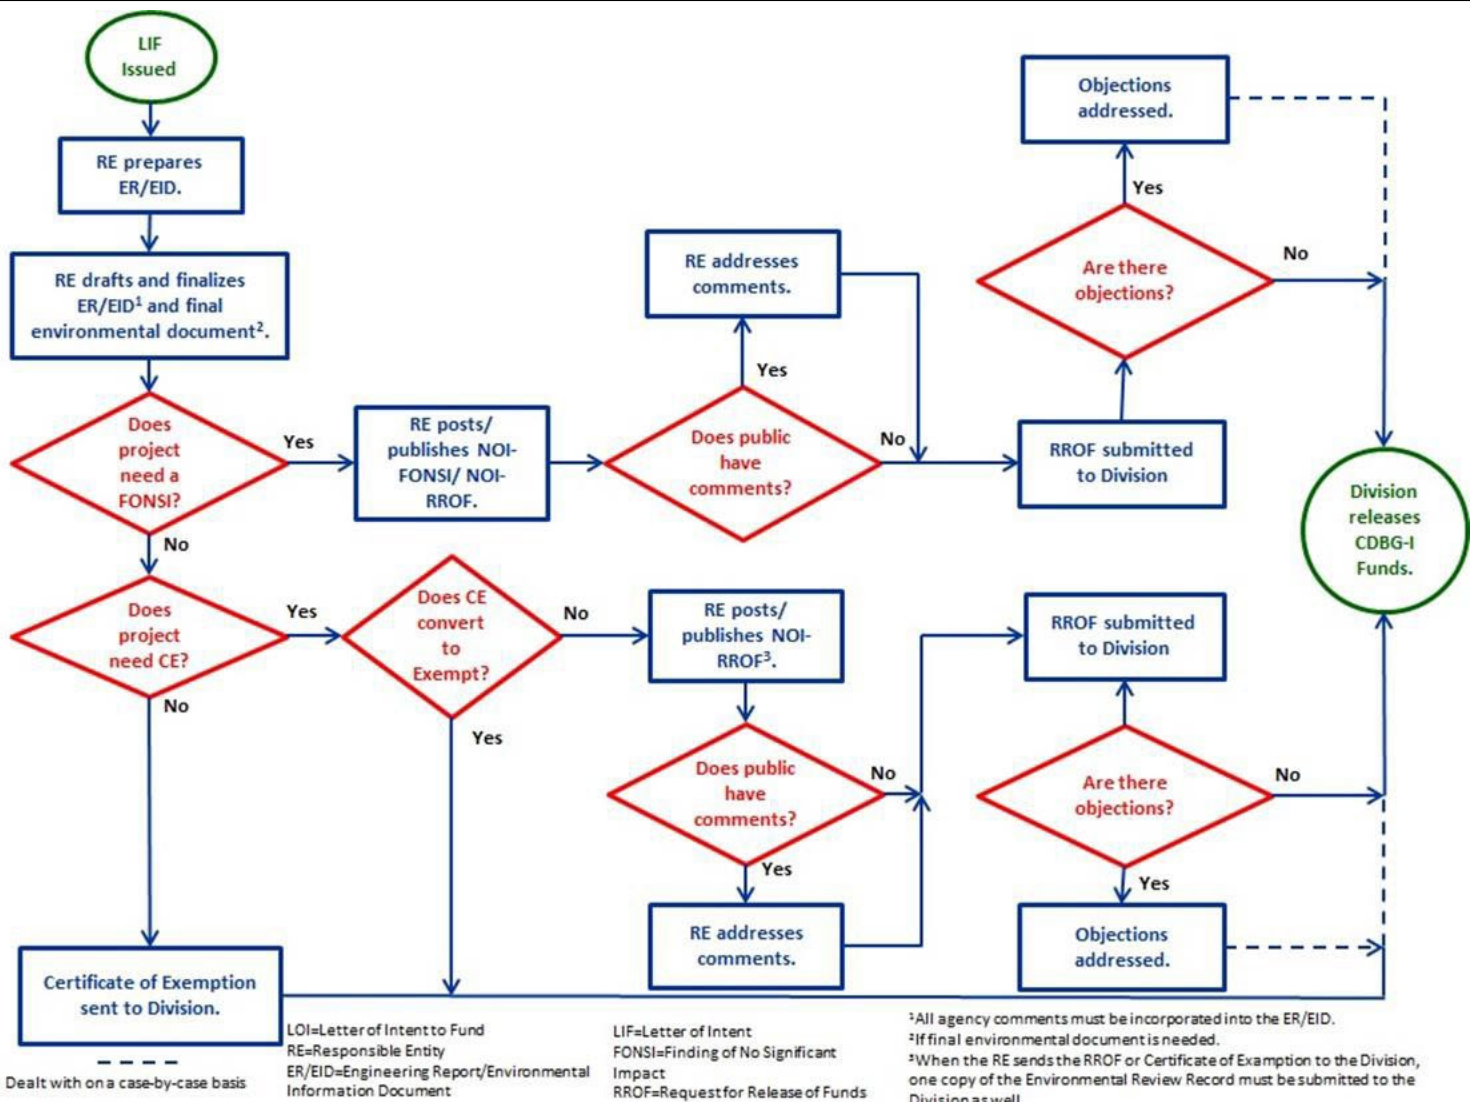 LIF
Issued
RE prepares
ER/EID.
RE drafts and finalizes
ER/EID¹ and final
environmental document².
Does
project
need a
FONSI?
Yes
No
RE posts/
publishes NOI-
FONSI/ NOI-
RROF.
Does public
have
comments?
Yes
No
RE addresses
comments.
RROF submitted
to Division
Are there
objections?
Yes
No
Objections
addressed.
Division
releases
CDBG-I
Funds.
Does
project
need CE?
Yes
No
Does CE
convert
to
Exempt?
No
Yes
RE posts/
publishes NOI-
RROF³.
Does public
have
comments?
No
Yes
RE addresses
comments.
RROF submitted
to Division
Are there
objections?
No
Yes
Objections
addressed.
Certificate of Exemption
sent to Division.
Dealt with on a case-by-case basis
LOI=Letter of Intent to Fund
RE=Responsible Entity
ER/EID=Engineering Report/Environmental
Information Document
LIF=Letter of Intent
FONSI=Finding of No Significant
Impact
RROF=Request for Release of Funds
¹All agency comments must be incorporated into the ER/EID.
²If final environmental document is needed.
³When the RE sends the RROF or Certificate of Examption to the Division,
one copy of the Environmental Review Record must be submitted to the
Division as well